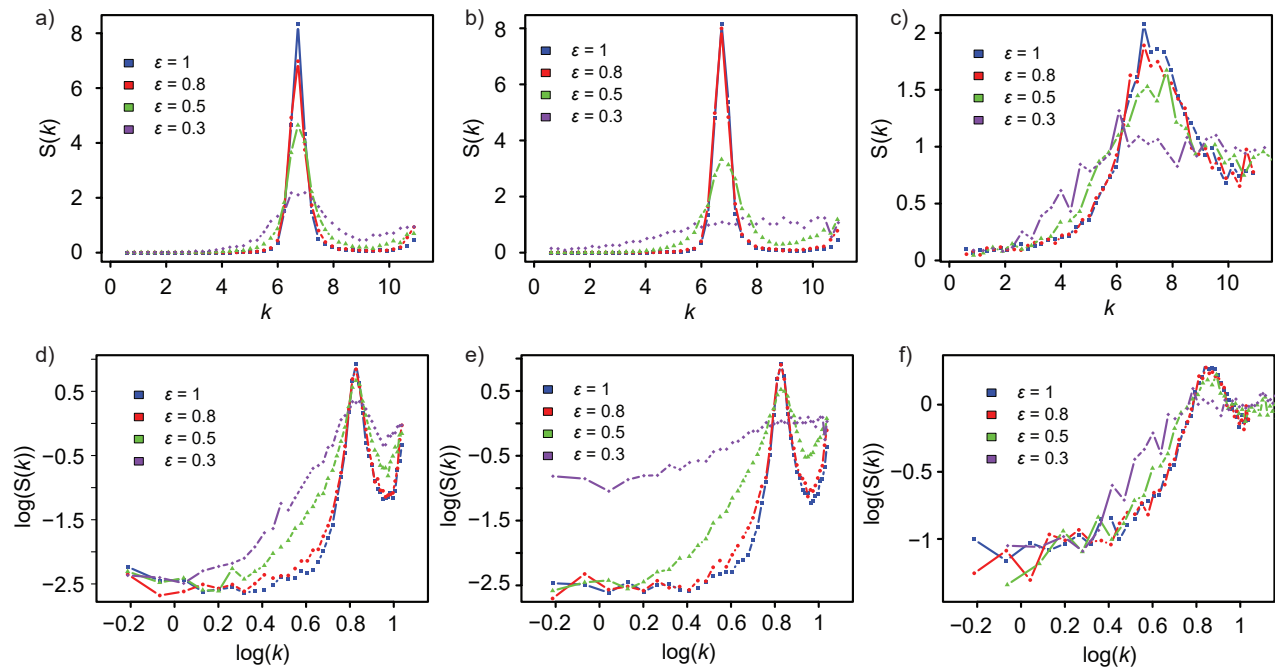 a)
8
6
4
2
0
S(k)
ε = 1
ε = 0.8
ε = 0.5
ε = 0.3
0 2 4 6 8 10
k
b)
8
6
4
2
0
S(k)
ε = 1
ε = 0.8
ε = 0.5
ε = 0.3
0 2 4 6 8 10
k
c)
2
1.5
1
0.5
0
S(k)
ε = 1
ε = 0.8
ε = 0.5
ε = 0.3
0 2 4 6 8 10
k
d)
0.5
−0.5
−1.5
−2.5
log(S(k))
ε = 1
ε = 0.8
ε = 0.5
ε = 0.3
−0.2 0 0.2 0.4 0.6 0.8 1
log(k)
e)
0.5
−0.5
−1.5
−2.5
log(S(k))
ε = 1
ε = 0.8
ε = 0.5
ε = 0.3
−0.2 0 0.2 0.4 0.6 0.8 1
log(k)
f)
0
−0.5
−1
log(S(k))
ε = 1
ε = 0.8
ε = 0.5
ε = 0.3
−0.2 0 0.2 0.4 0.6 0.8 1
log(k)